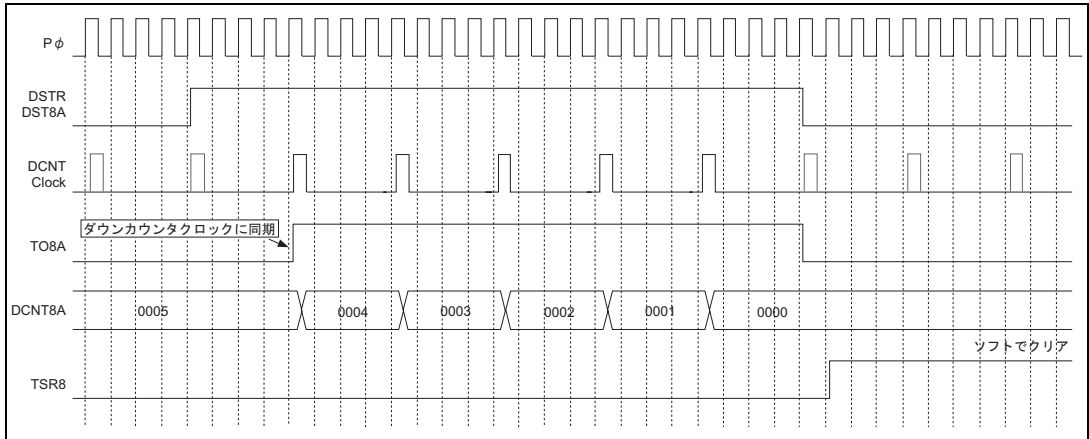 Pφ
DSTR
DST8A
DCNT
Clock
ダウンカウンタクロックに同期
TO8A
DCNT8A
0005
0004
0003
0002
0001
0000
ソフトでクリア
TSR8